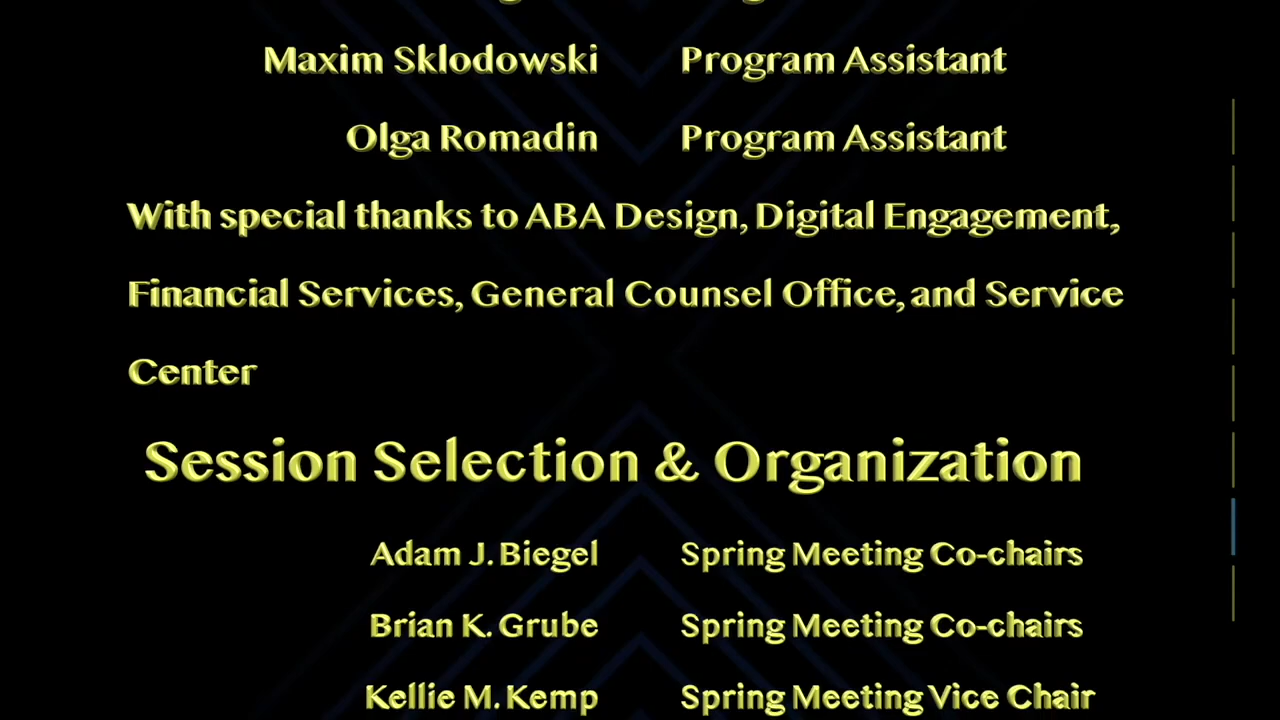 Maxim Sklodowski Program Assistant
Olga Romadin Program Assistant
With special thanks to ABA Design, Digital Engagement,
Financial Services, General Counsel Office, and Service
Center
Session Selection & Organization
Adam J. Biegel Spring Meeting Co-chairs
Brian K. Grube Spring Meeting Co-chairs
Kellie M. Kemp Spring Meeting Vice Chair